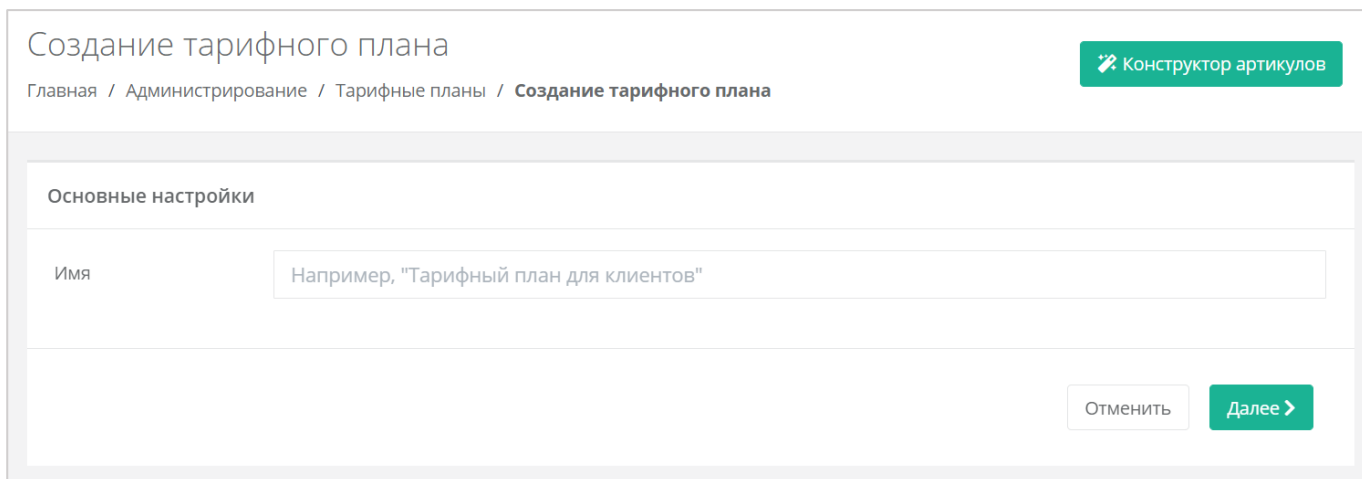 Создание тарифного плана
Конструктор артикулов
Главная / Администрирование / Тарифные планы / Создание тарифного плана
Основные настройки
Имя
Например, "Тарифный план для клиентов"
Отменить
Далее